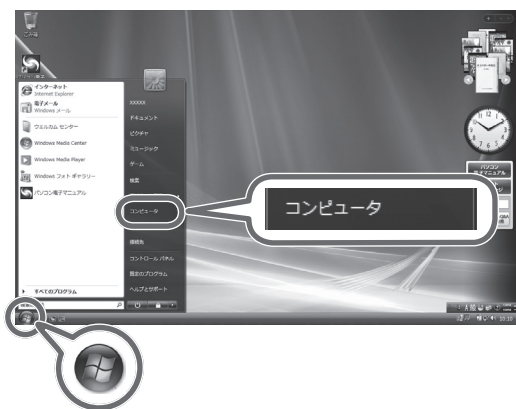 ごみ箱
インターネット
Internet Explorer
電子メール
Windows メール
ウェルカム センター
Windows Media Center
Windows Media Player
Windows フォト ギャラリー
パソコン電子マニュアル
すべてのプログラム
XXXXX
ドキュメント
ピクチャ
ミュージック
ゲーム
検索
コンピュータ
接続先
コントロール パネル
既定のプログラム
ヘルプとサポート
コンピュータ
パソコン
電子マニュアル
10:10